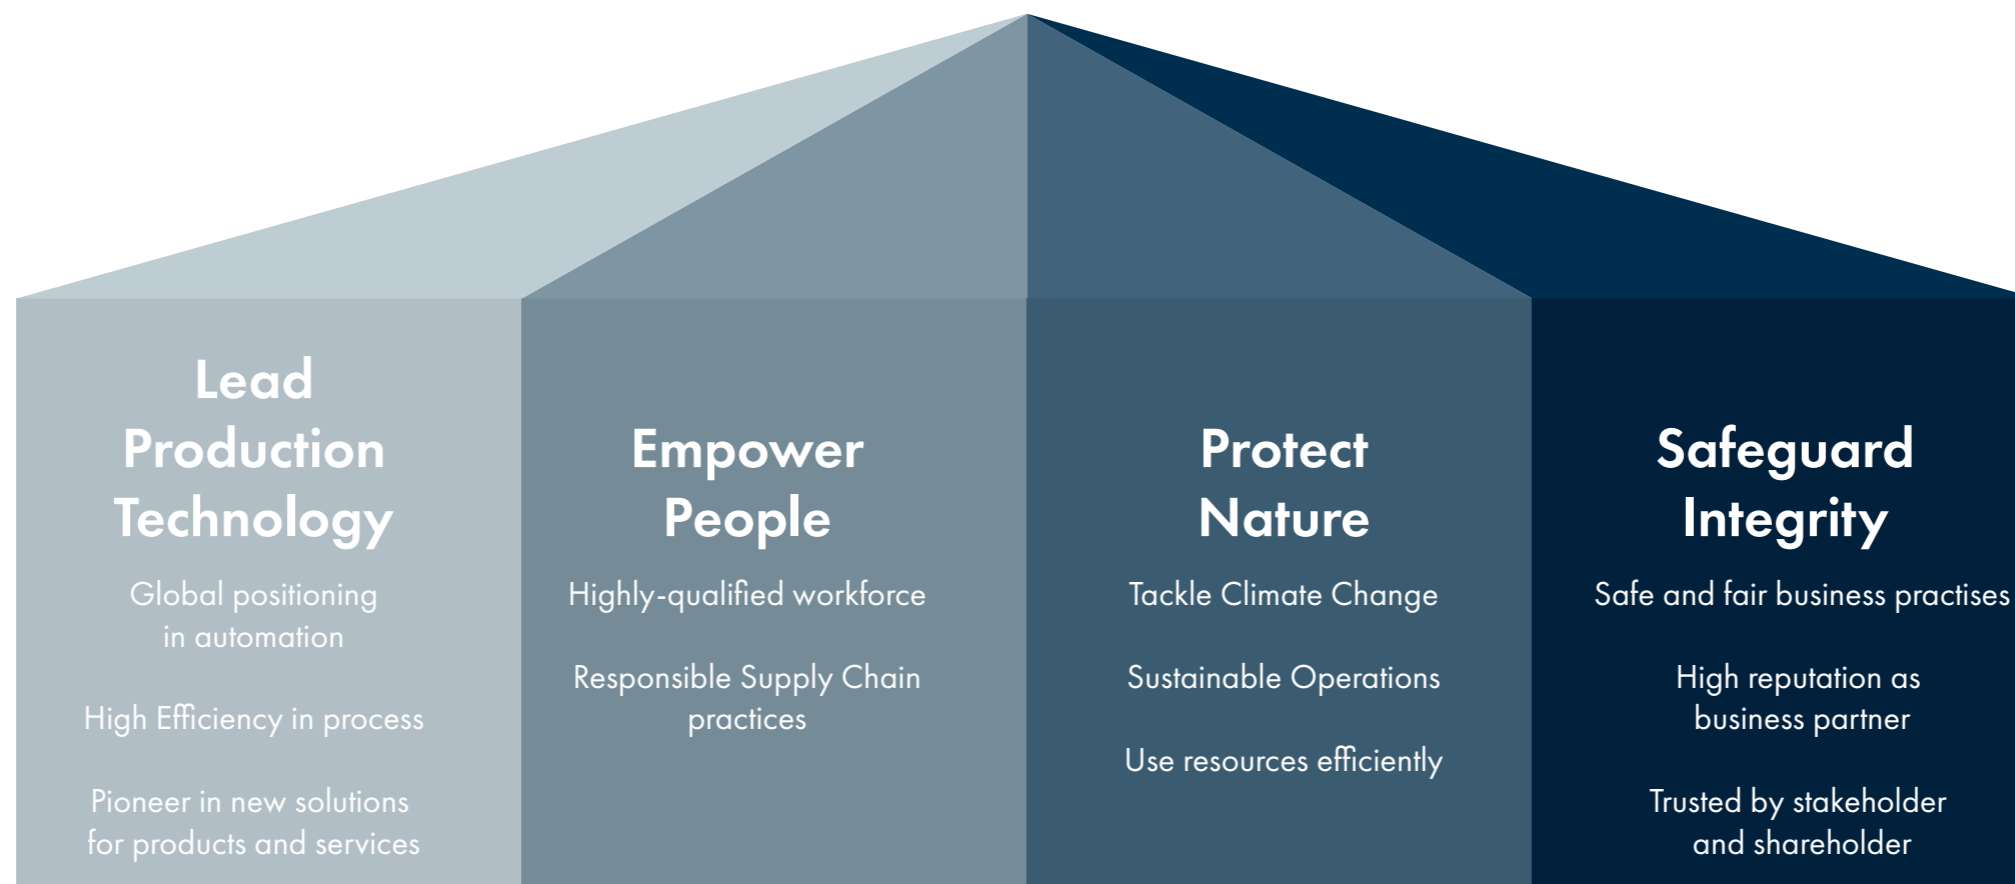 Lead
Production
Technology
Global positioning
in automation
High Efficiency in process
Pioneer in new solutions
for products and services
Empower
People
Highly-qualified workforce
Responsible Supply Chain
practices
Protect
Nature
Tackle Climate Change
Sustainable Operations
Use resources efficiently
Safeguard
Integrity
Safe and fair business practises
High reputation as
business partner
Trusted by stakeholder
and shareholder